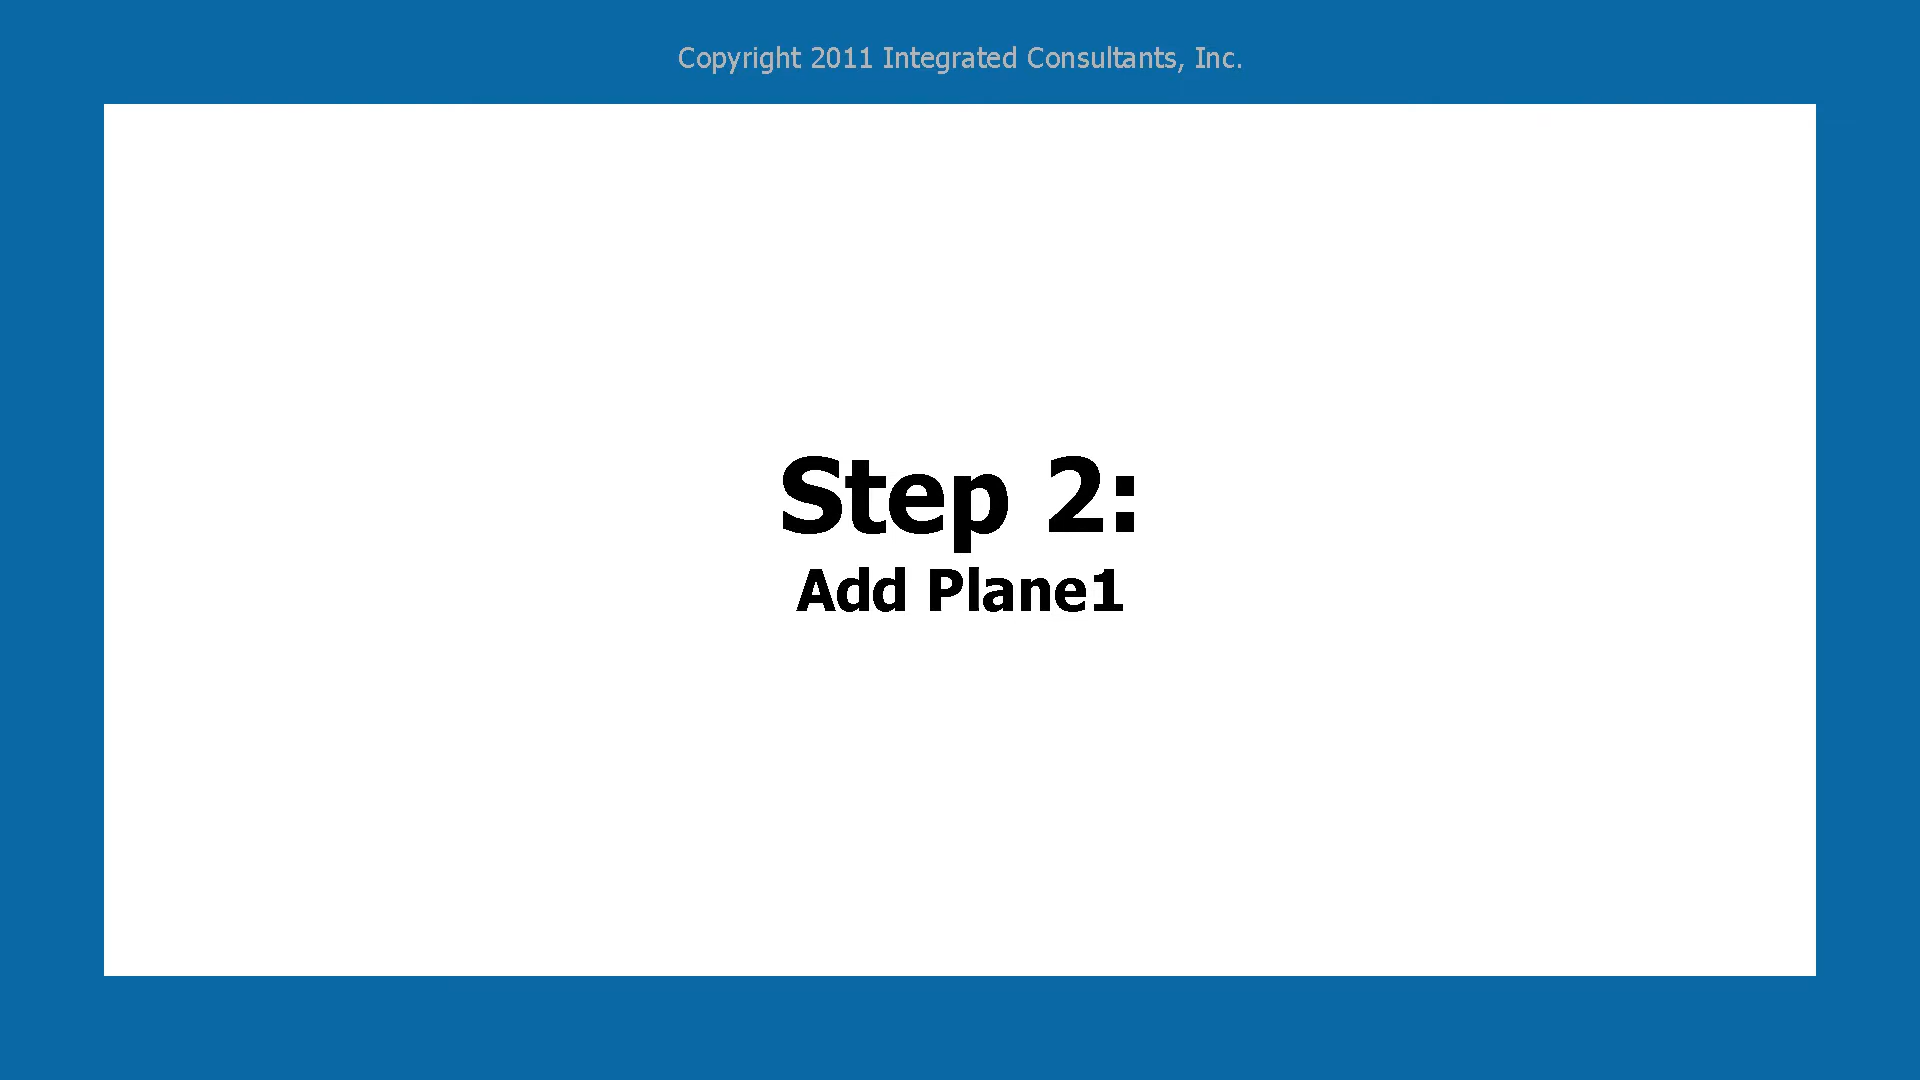 Copyright 2011 Integrated Consultants, Inc.
Step 2:
Add Plane1